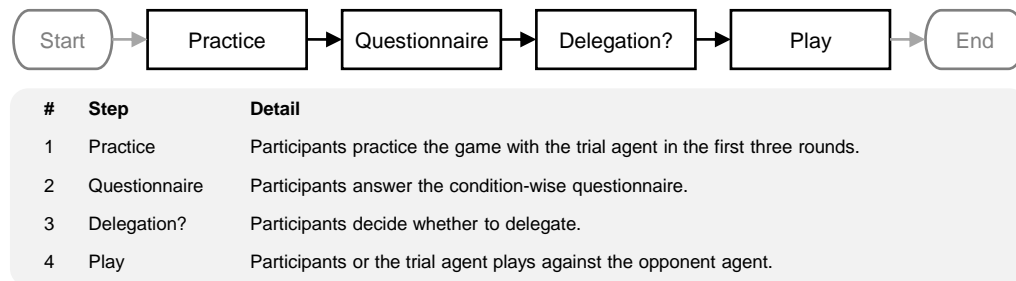 Start Practice Questionnaire Delegation? Play End
# Step Detail
1 Practice Participants practice the game with the trial agent in the first three rounds.
2 Questionnaire Participants answer the condition-wise questionnaire.
3 Delegation? Participants decide whether to delegate.
4 Play Participants or the trial agent plays against the opponent agent.